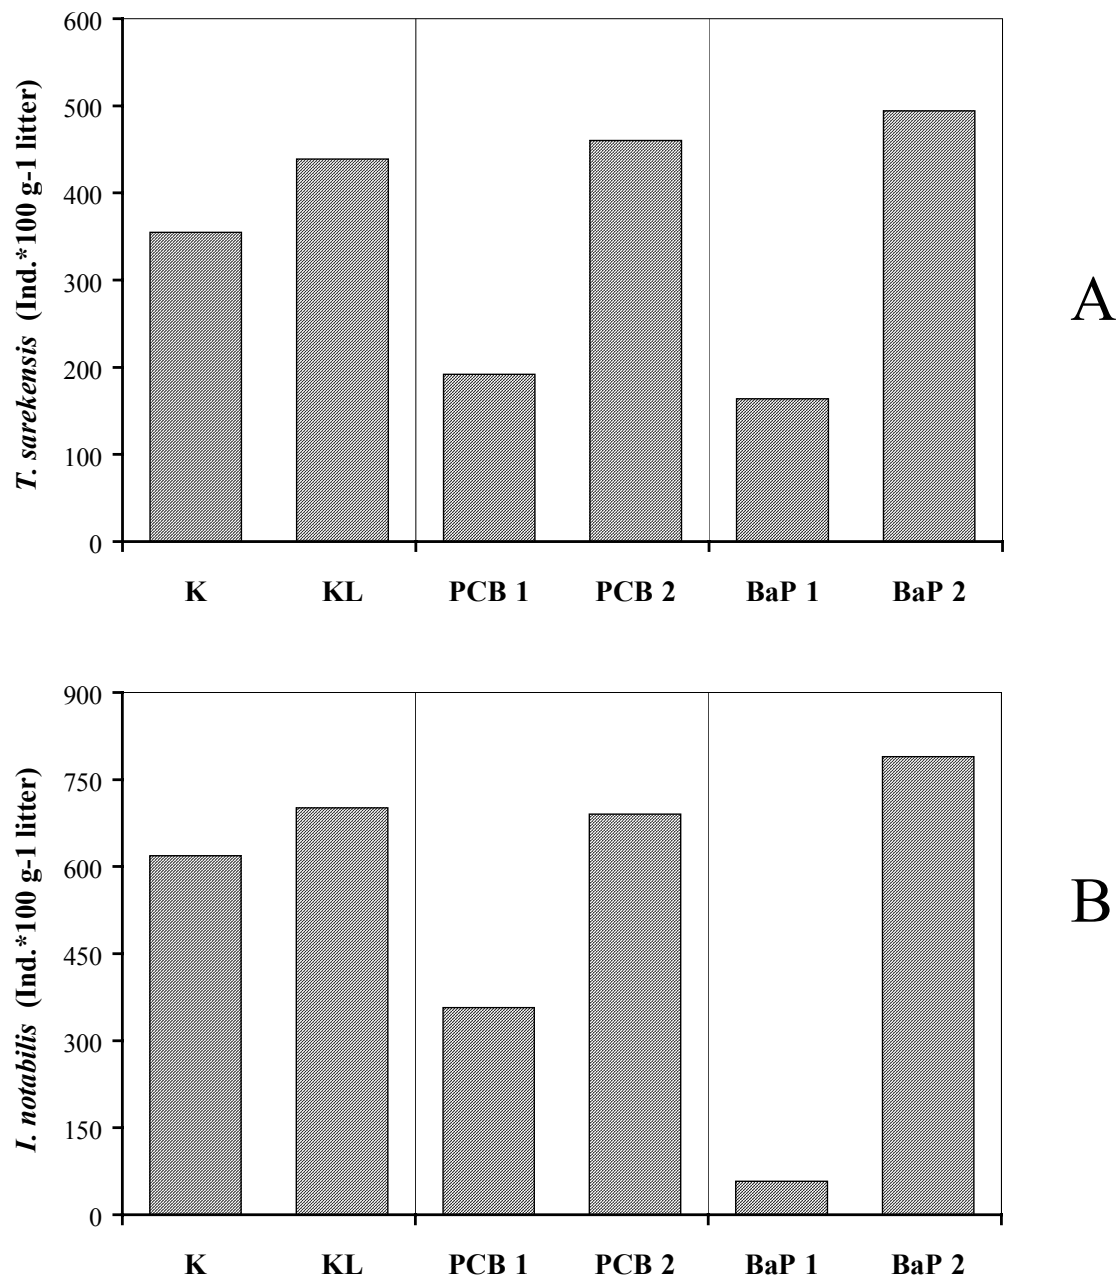 600
500
400
300
200
100
0
T. sarekensis (Ind.*100 g-1 litter)
K KL PCB 1 PCB 2 BaP 1 BaP 2
A
900
750
600
450
300
150
0
I. notabilis (Ind.*100 g-1 litter)
K KL PCB 1 PCB 2 BaP 1 BaP 2
B